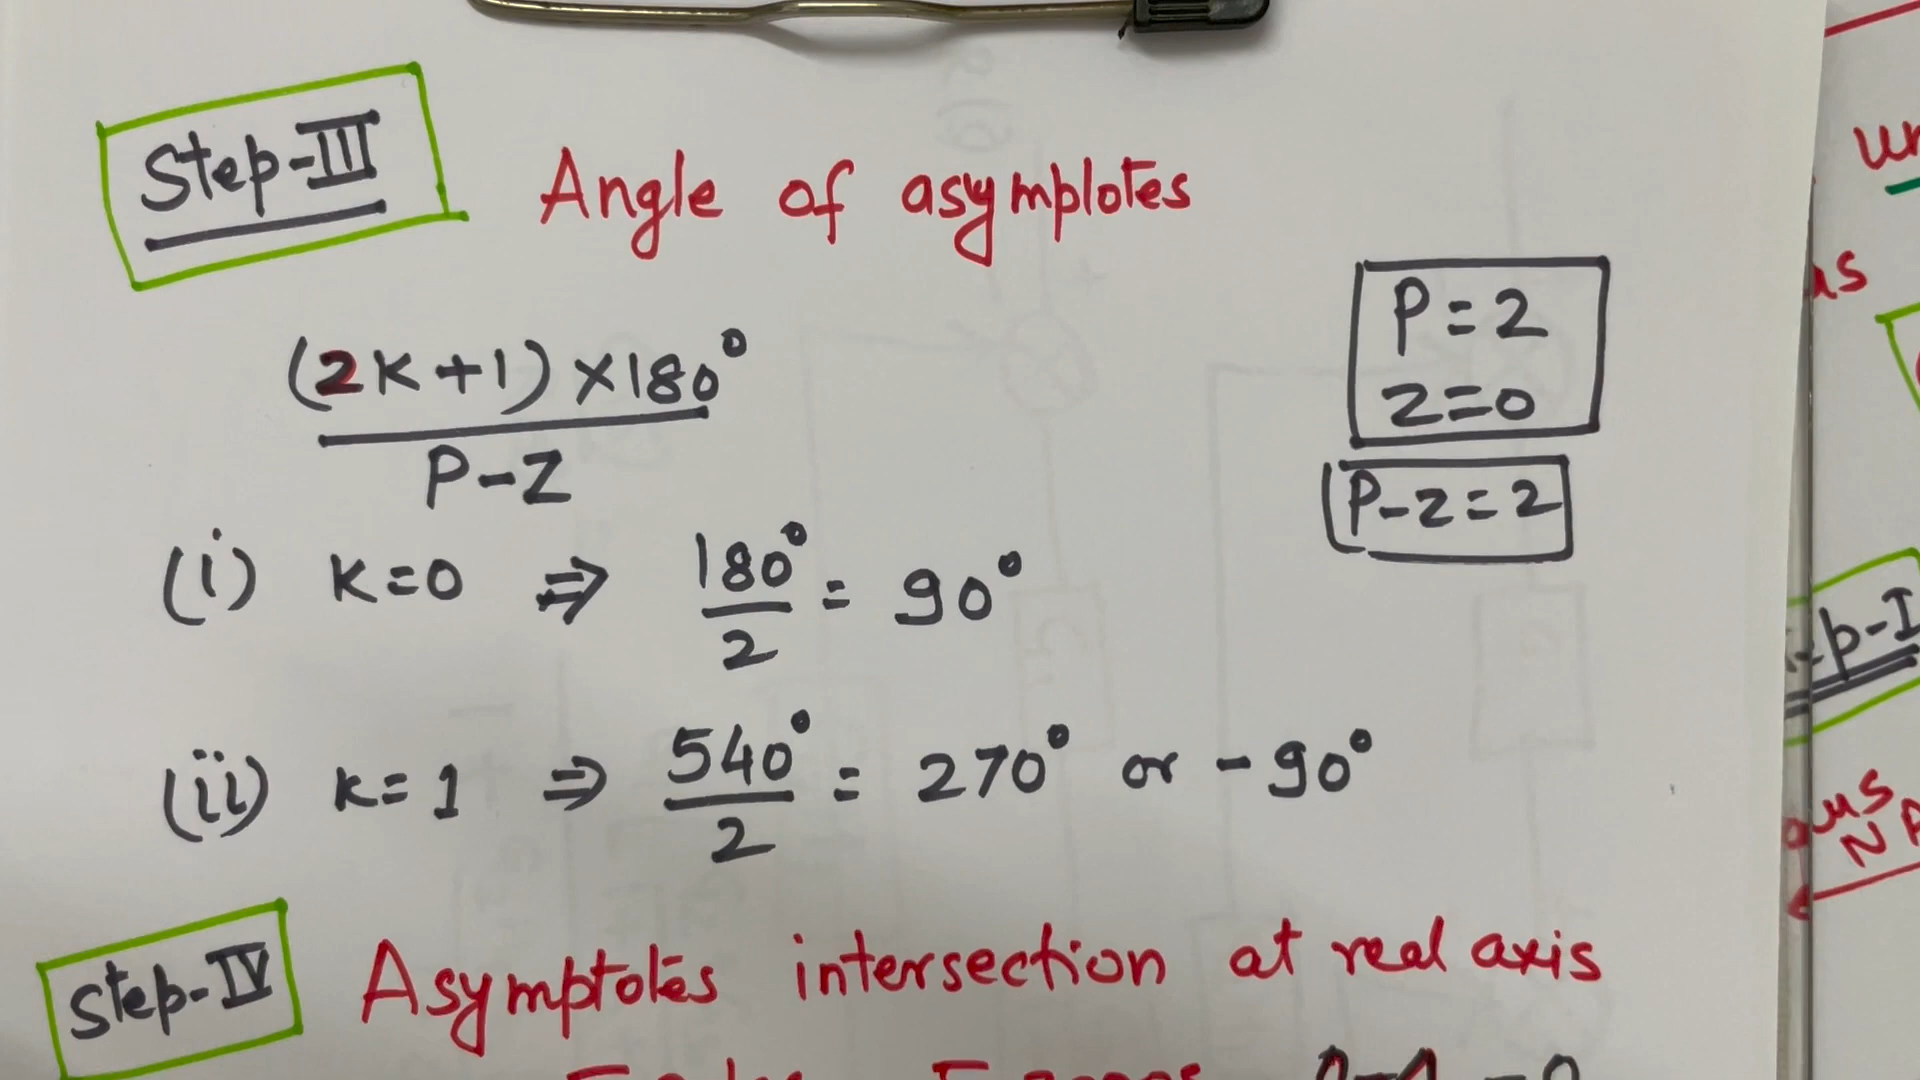 Step-III Angle of asymplotes
(2K+1)×180°
P-Z
P=2
Z=0
P-Z=2
(i) K=0 ⇒ 180°/2 = 90°
(ii) K=1 ⇒ 540°/2 = 270° or -90°
Step-IV Asymptotes intersection at real axis
us
p-I